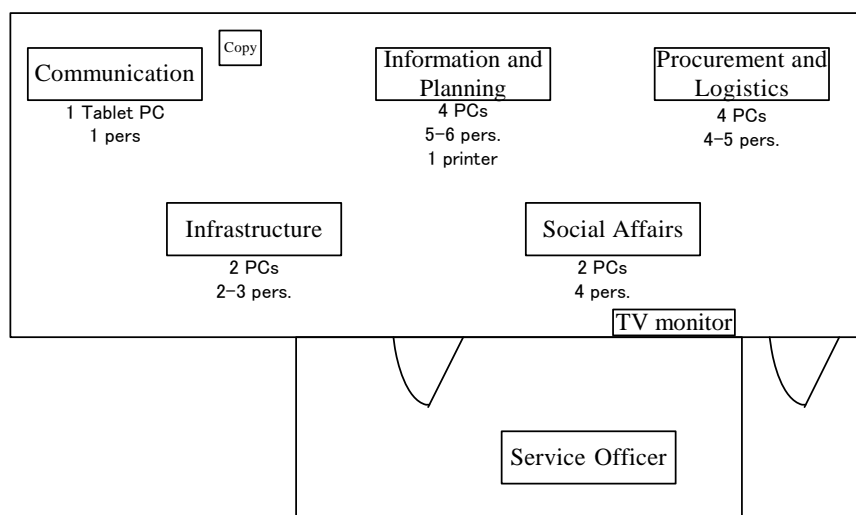 Copy
Communication
1 Tablet PC
1 pers
Information and
Planning
4 PCs
5-6 pers.
1 printer
Procurement and
Logistics
4 PCs
4-5 pers.
Infrastructure
2 PCs
2-3 pers.
Social Affairs
2 PCs
4 pers.
TV monitor
Service Officer